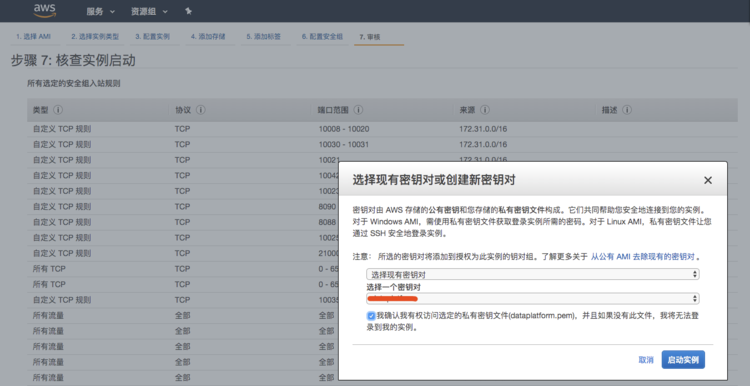 aws
服务 资源组
1. 选择 AMI 2. 选择实例类型 3. 配置实例 4. 添加存储 5. 添加标签 6. 配置安全组 7. 审核
步骤 7: 核查实例启动
所有选定的安全组入站规则
类型 协议 端口范围 来源 描述
自定义 TCP 规则 TCP 10008 - 10020 172.31.0.0/16
自定义 TCP 规则 TCP 10030 - 10031 172.31.0.0/16
自定义 TCP 规则 TCP 10021 172.31.0.0/16
自定义 TCP 规则 TCP
自定义 TCP 规则 TCP
自定义 TCP 规则 TCP 8090
自定义 TCP 规则 TCP 8088
自定义 TCP 规则 TCP
自定义 TCP 规则 TCP
所有 TCP TCP 0 - 65
所有 TCP TCP 0 - 65
自定义 TCP 规则 TCP
所有流量 全部 全部
所有流量 全部 全部
所有流量 全部 全部
所有流量 全部 全部
所有流量 全部 全部
选择现有密钥对或创建新密钥对
密钥对由 AWS 存储的公有密钥和您存储的私有密钥文件构成。它们共同帮助您安全地连接到您的实例。
对于 Windows AMI，需使用私有密钥文件获取登录实例所需的密码。对于 Linux AMI，私有密钥文件让您
通过 SSH 安全地登录实例。
注意： 所选的密钥对将添加到授权为此实例的密钥对组。了解更多关于 从公有 AMI 去除现有的密钥对 。
选择现有密钥对
选择一个密钥对
我确认我有权访问选定的私有密钥文件(dataplatform.pem)，并且如果没有此文件，我将无法登
录到我的实例。
取消 启动实例